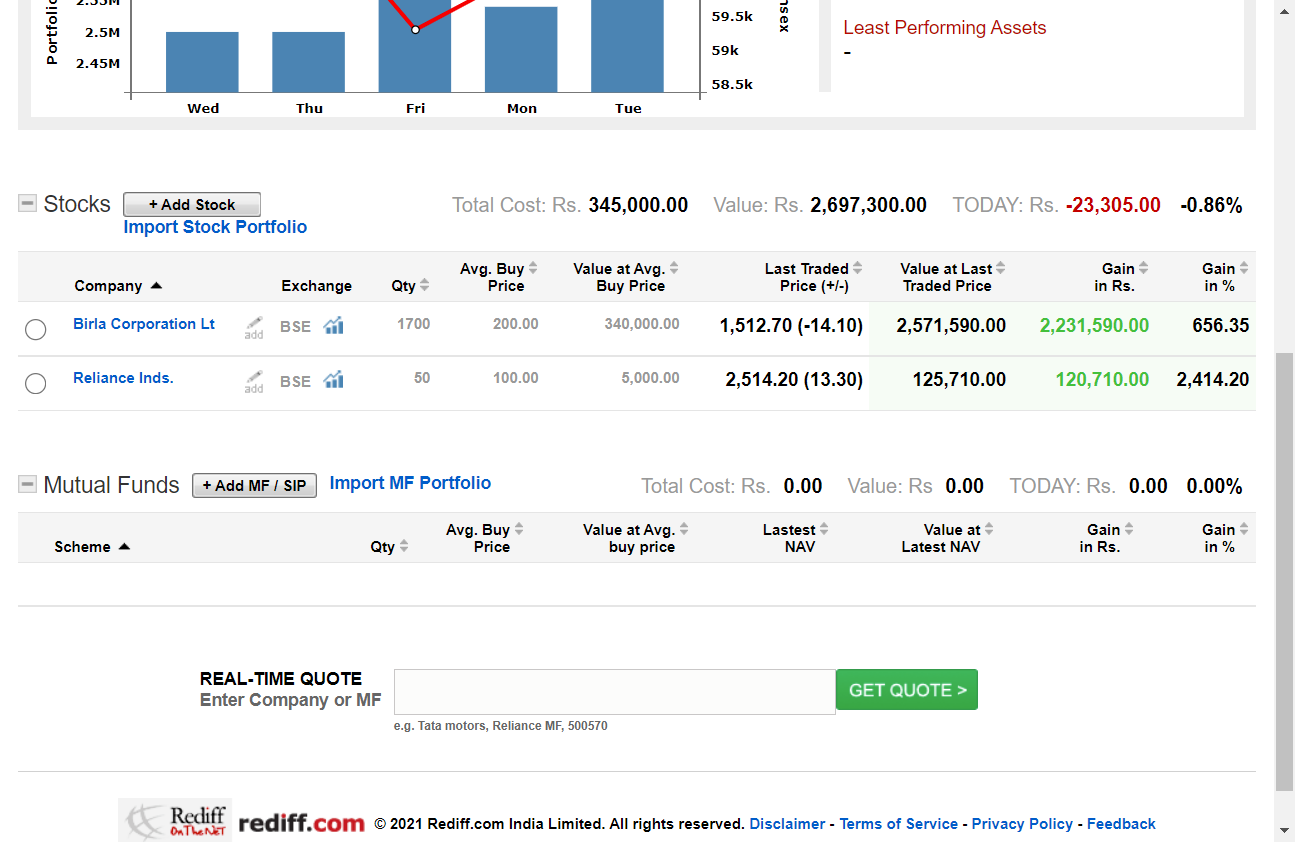 2.5M
2.45M
59.5k
59k
58.5k
Wed Thu Fri Mon Tue
Least Performing Assets
-
Stocks + Add Stock Total Cost: Rs. 345,000.00 Value: Rs. 2,697,300.00 TODAY: Rs. -23,305.00 -0.86%
Import Stock Portfolio
Company Exchange Qty Avg. Buy Price Value at Avg. Buy Price Last Traded Price (+/-) Value at Last Traded Price Gain in Rs. Gain in %
Birla Corporation Lt add BSE 1700 200.00 340,000.00 1,512.70 (-14.10) 2,571,590.00 2,231,590.00 656.35
Reliance Inds. add BSE 50 100.00 5,000.00 2,514.20 (13.30) 125,710.00 120,710.00 2,414.20
Mutual Funds + Add MF / SIP Import MF Portfolio Total Cost: Rs. 0.00 Value: Rs 0.00 TODAY: Rs. 0.00 0.00%
Scheme Qty Avg. Buy Price Value at Avg. buy price Lastest NAV Value at Latest NAV Gain in Rs. Gain in %
REAL-TIME QUOTE
Enter Company or MF
GET QUOTE >
e.g. Tata motors, Reliance MF, 500570
Rediff On The NeT rediff.com © 2021 Rediff.com India Limited. All rights reserved. Disclaimer - Terms of Service - Privacy Policy - Feedback